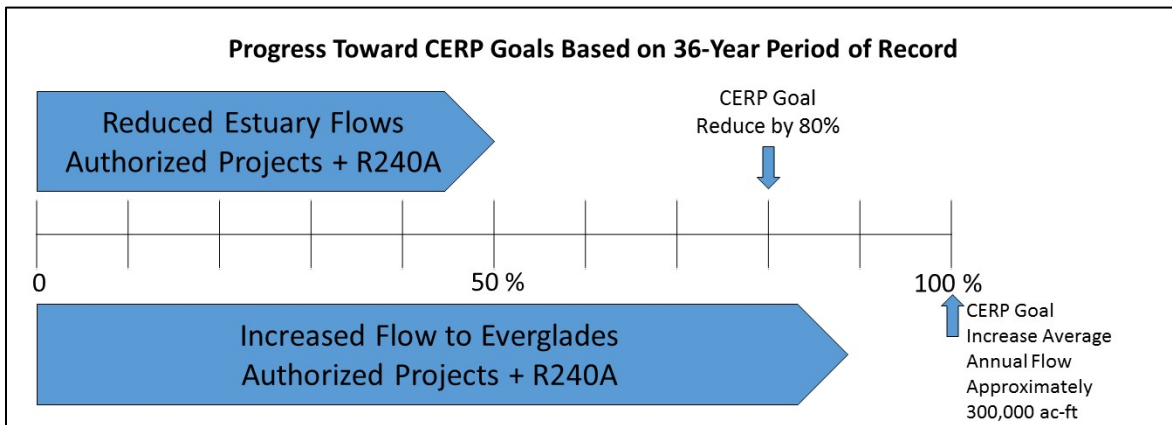 Progress Toward CERP Goals Based on 36-Year Period of Record
Reduced Estuary Flows
Authorized Projects + R240A
CERP Goal
Reduce by 80%
0
50 %
100 %
Increased Flow to Everglades
Authorized Projects + R240A
CERP Goal
Increase Average
Annual Flow
Approximately
300,000 ac-ft